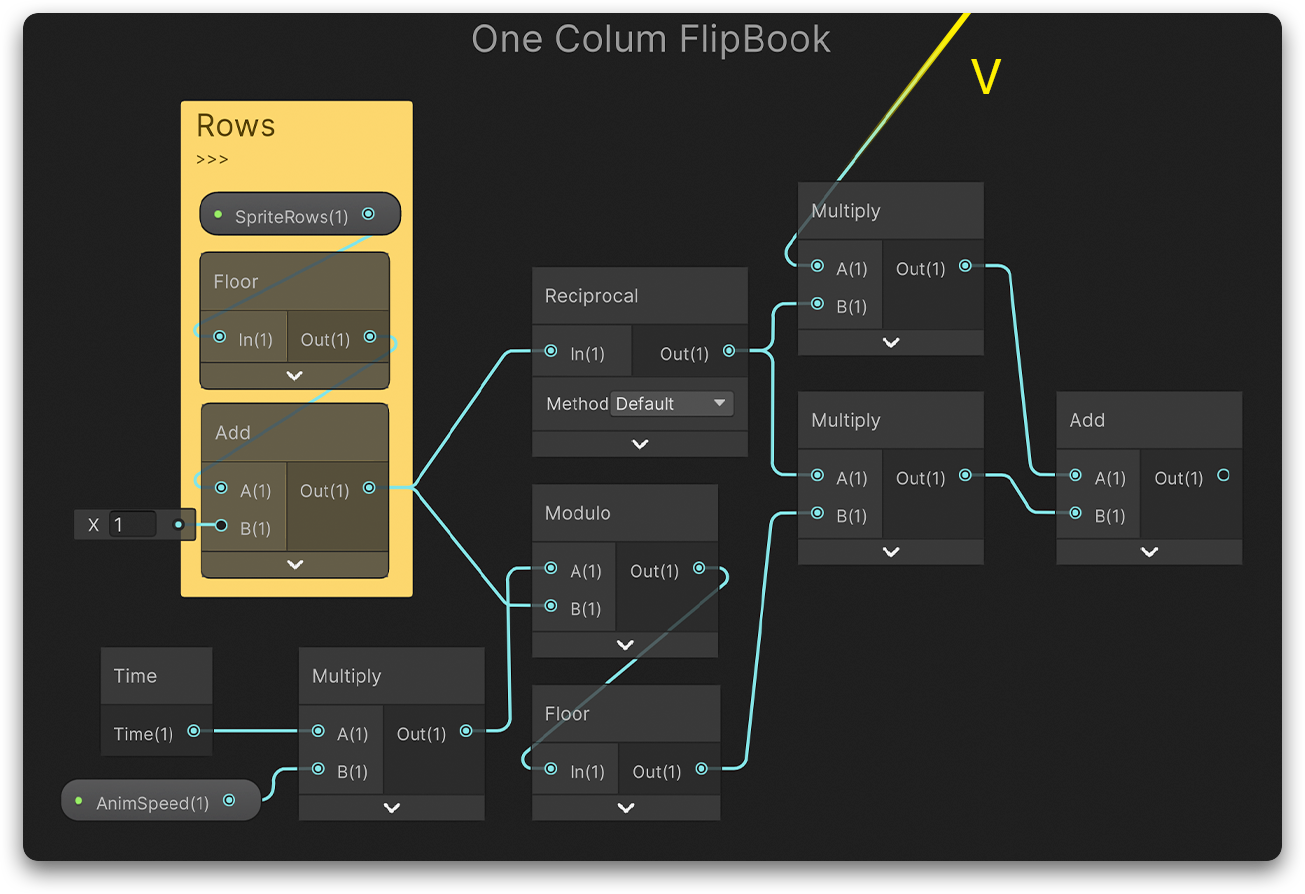 One Colum FlipBook
V
Rows
>>>
SpriteRows(1)
Floor
In(1) Out(1)
Add
A(1) Out(1)
X 1 B(1)
Reciprocal
In(1) Out(1)
Method Default
Modulo
A(1) Out(1)
B(1)
Floor
In(1) Out(1)
Time
Time(1)
AnimSpeed(1)
Multiply
A(1) Out(1)
B(1)
Multiply
A(1) Out(1)
B(1)
Multiply
A(1) Out(1)
B(1)
Add
A(1) Out(1)
B(1)